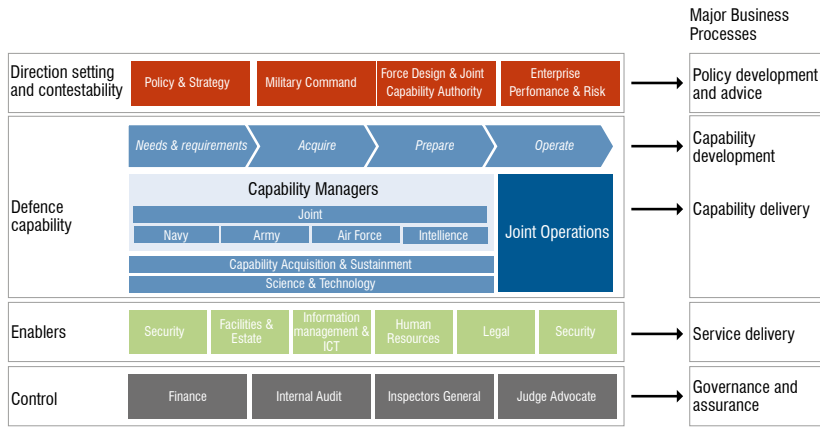 Major Business
Processes
Direction setting
and contestability
Policy & Strategy
Military Command
Force Design & Joint
Capability Authority
Enterprise
Perfomance & Risk
Policy development
and advice
Defence
capability
Needs & requirements
Acquire
Prepare
Operate
Capability
development
Capability Managers
Joint
Navy
Army
Air Force
Intellience
Capability Acquisition & Sustainment
Science & Technology
Joint Operations
Capability delivery
Enablers
Security
Facilities &
Estate
Information
management &
ICT
Human
Resources
Legal
Security
Service delivery
Control
Finance
Internal Audit
Inspectors General
Judge Advocate
Governance and
assurance